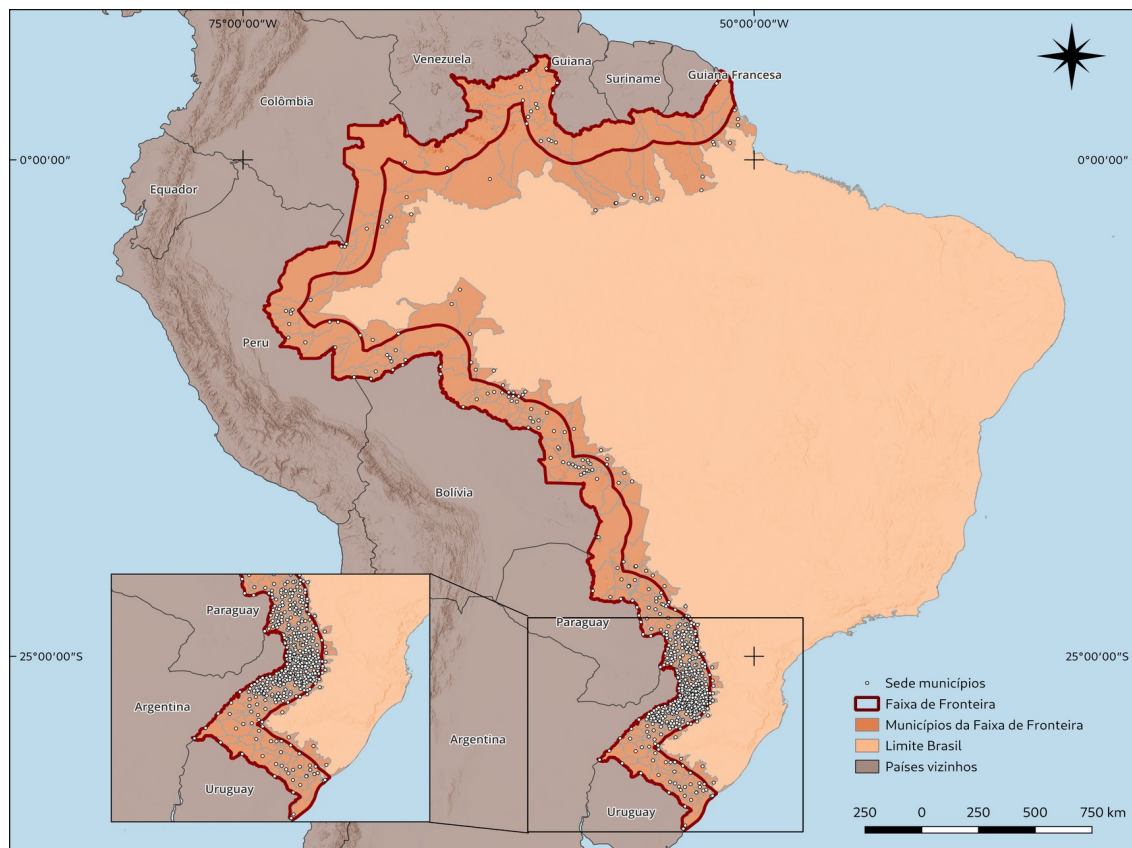 75°00'00"W
50°00'00"W
Venezuela
Guiana
Suriname
Guiana Francesa
Colômbia
0°00'00"
0°00'00"
Equador
Peru
Bolívia
Paraguay
Argentina
Uruguay
Paraguay
Argentina
Uruguay
25°00'00"S
25°00'00"S
Sede municípios
Faixa de Fronteira
Municípios da Faixa de Fronteira
Limite Brasil
Países vizinhos
250 0 250 500 750 km